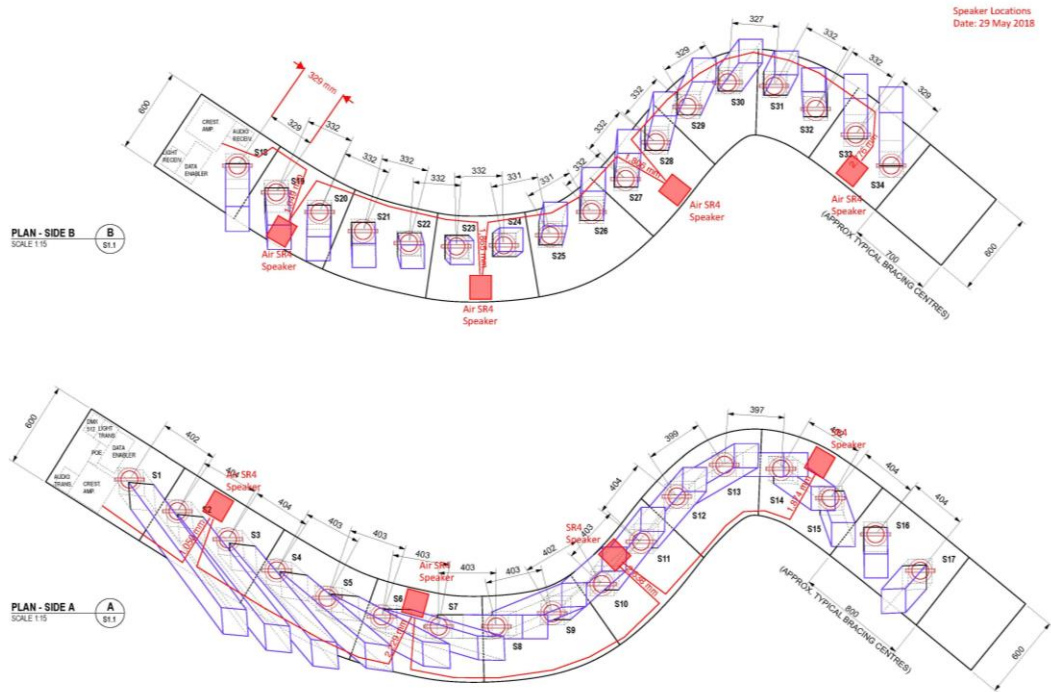 Speaker Locations
Date: 29 May 2018
600
CREST.
AMP.
AUDIO
RECEIV.
LIGHT
RECEIV.
DATA
ENABLER
329 mm
329
332
332
332
332
332
331
331
332
332
332
329
332
327
332
332
329
S18
S19
S20
S21
S22
S23
S24
S25
S26
S27
S28
S29
S30
S31
S32
S33
S34
Air SR4
Speaker
Air SR4
Speaker
Air SR4
Speaker
Air SR4
Speaker
700
(APPROX TYPICAL BRACING CENTRES)
600
PLAN - SIDE B
SCALE 1:15
B
S1.1
600
DMX
512
LIGHT
TRANS.
POE
DATA
ENABLER
AUDIO
TRANS.
CREST.
AMP.
402
404
404
403
403
403
403
402
403
404
399
397
404
404
S1
S2
S3
S4
S5
S6
S7
S8
S9
S10
S11
S12
S13
S14
S15
S16
S17
Air SR4
Speaker
Air SR4
Speaker
SR4
Speaker
SR4
Speaker
1,874 mm
800
(APPROX. TYPICAL BRACING CENTRES)
600
PLAN - SIDE A
SCALE 1:15
A
S1.1